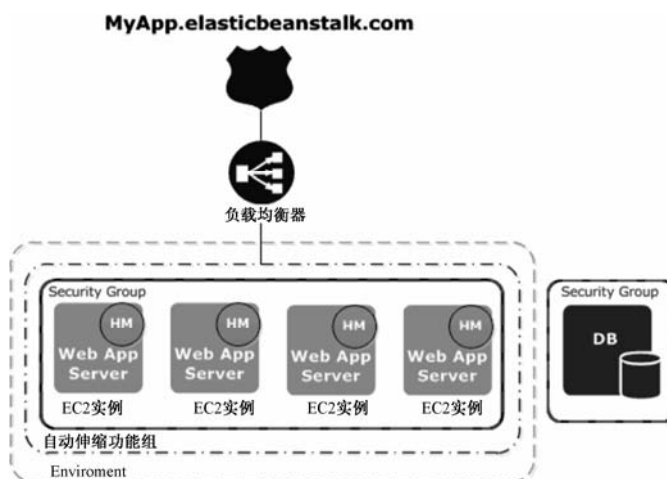 MyApp.elasticbeanstalk.com
负载均衡器
Security Group
HM
HM
HM
HM
Web App
Server
Web App
Server
Web App
Server
Web App
Server
EC2实例
EC2实例
EC2实例
EC2实例
自动伸缩功能组
Enviroment
Security Group
DB